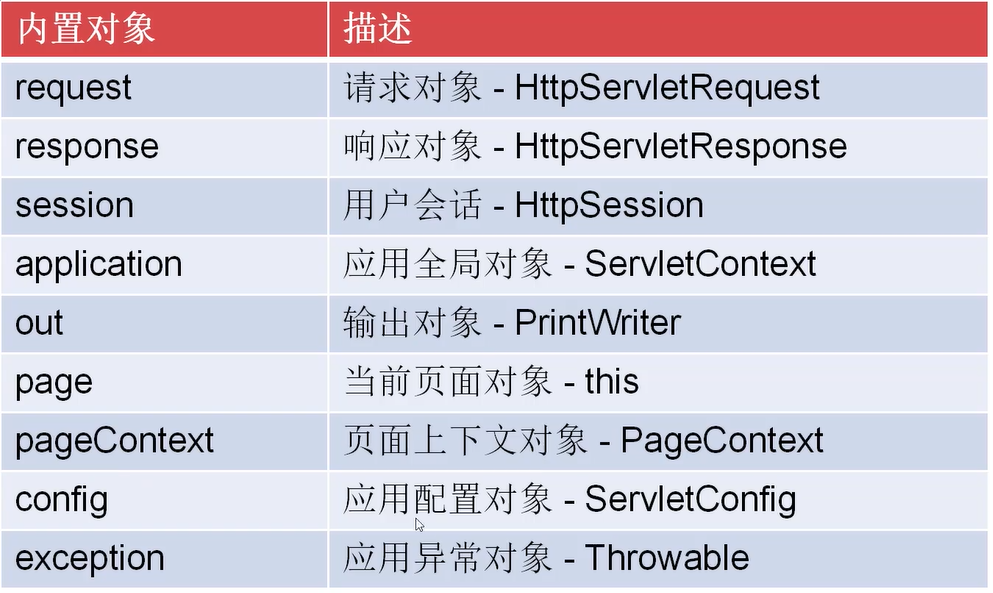 内置对象 描述
request 请求对象 - HttpServletRequest
response 响应对象 - HttpServletResponse
session 用户会话 - HttpSession
application 应用全局对象 - ServletContext
out 输出对象 - PrintWriter
page 当前页面对象 - this
pageContext 页面上下文对象 - PageContext
config 应用配置对象 - ServletConfig
exception 应用异常对象 - Throwable